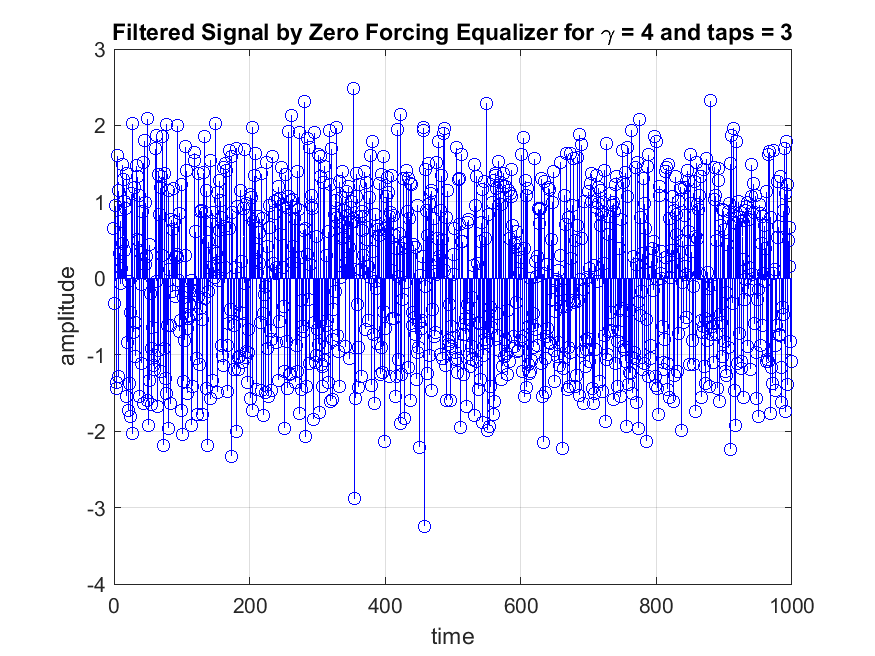 Filtered Signal by Zero Forcing Equalizer for γ = 4 and taps = 3
3
2
1
0
-1
-2
-3
-4
amplitude
0 200 400 600 800 1000
time